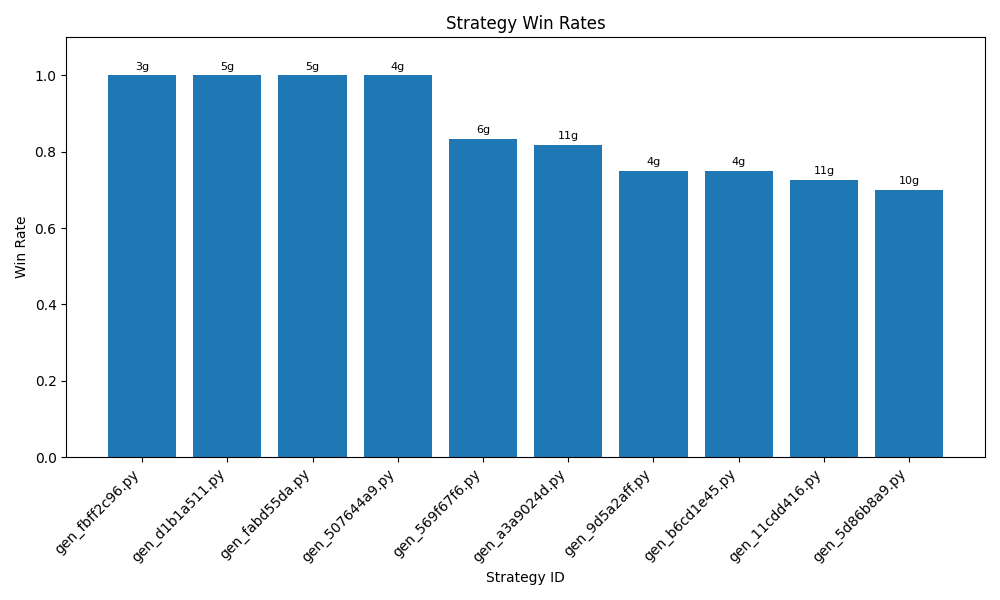 Strategy Win Rates
Win Rate
1.0
0.8
0.6
0.4
0.2
0.0
3g
5g
5g
4g
6g
11g
4g
4g
11g
10g
gen_fbff2c96.py
gen_d1b1a511.py
gen_fabd55da.py
gen_507644a9.py
gen_569f67f6.py
gen_a3a9024d.py
gen_9d5a2aff.py
gen_b6cd1e45.py
gen_11cdd416.py
gen_5d86b8a9.py
Strategy ID